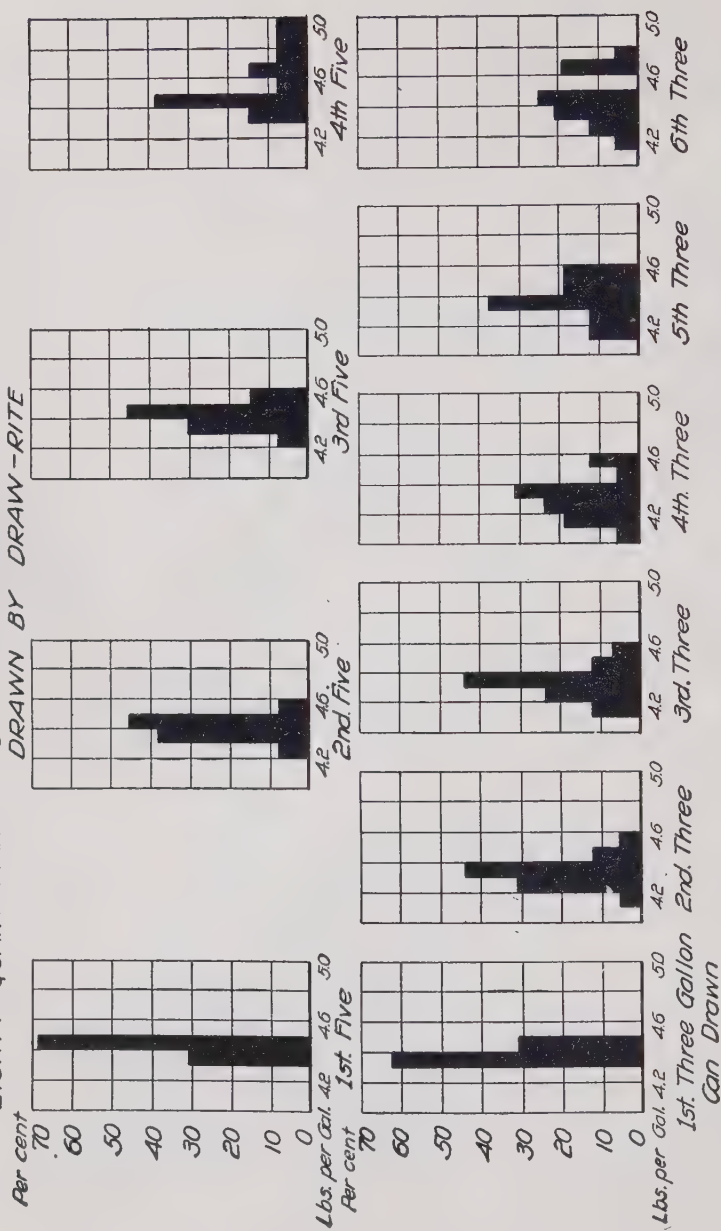 DRAWN BY DRAW-RITE
Per cent
70
60
50
40
30
20
10
0
Lbs. per Gal. 4.2 4.6 5.0 4.2 4.6 5.0 4.2 4.6 5.0 4.2 4.6 5.0
1st. Five 2nd. Five 3rd Five 4th Five
Per cent
70
60
50
40
30
20
10
0
Lbs. per Gal. 4.2 4.6 5.0 4.2 4.6 5.0 4.2 4.6 5.0 4.2 4.6 5.0 4.2 4.6 5.0 4.2 4.6 5.0
1st. Three Gallon 2nd. Three 3rd. Three 4th. Three 5th Three 6th Three
Can Drawn